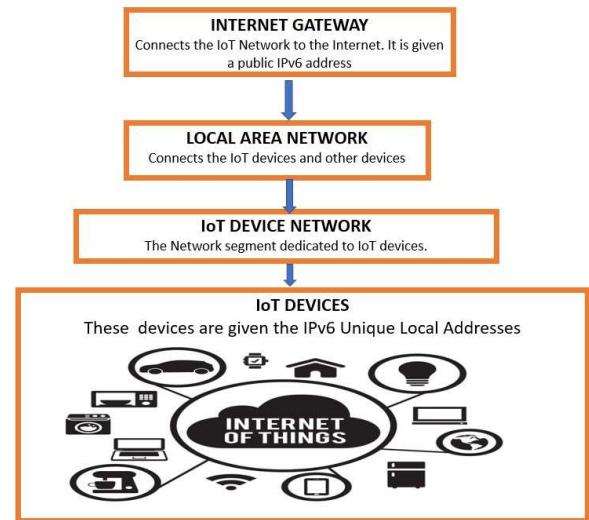 INTERNET GATEWAY
Connects the IoT Network to the Internet. It is given
a public IPv6 address
LOCAL AREA NETWORK
Connects the IoT devices and other devices
IoT DEVICE NETWORK
The Network segment dedicated to IoT devices.
IoT DEVICES
These devices are given the IPv6 Unique Local Addresses
INTERNET
OF THINGS